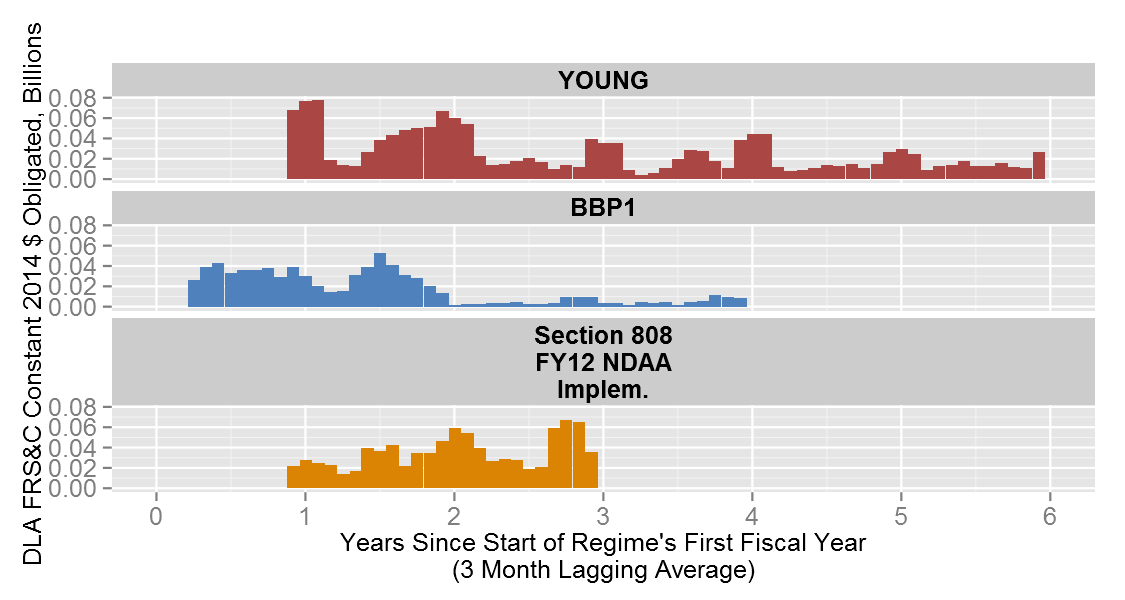 DLA FRS&C Constant 2014 $ Obligated, Billions
YOUNG
0.08
0.06
0.04
0.02
0.00
BBP1
0.08
0.06
0.04
0.02
0.00
Section 808
FY12 NDAA
Implem.
0.08
0.06
0.04
0.02
0.00
0 1 2 3 4 5 6
Years Since Start of Regime's First Fiscal Year
(3 Month Lagging Average)